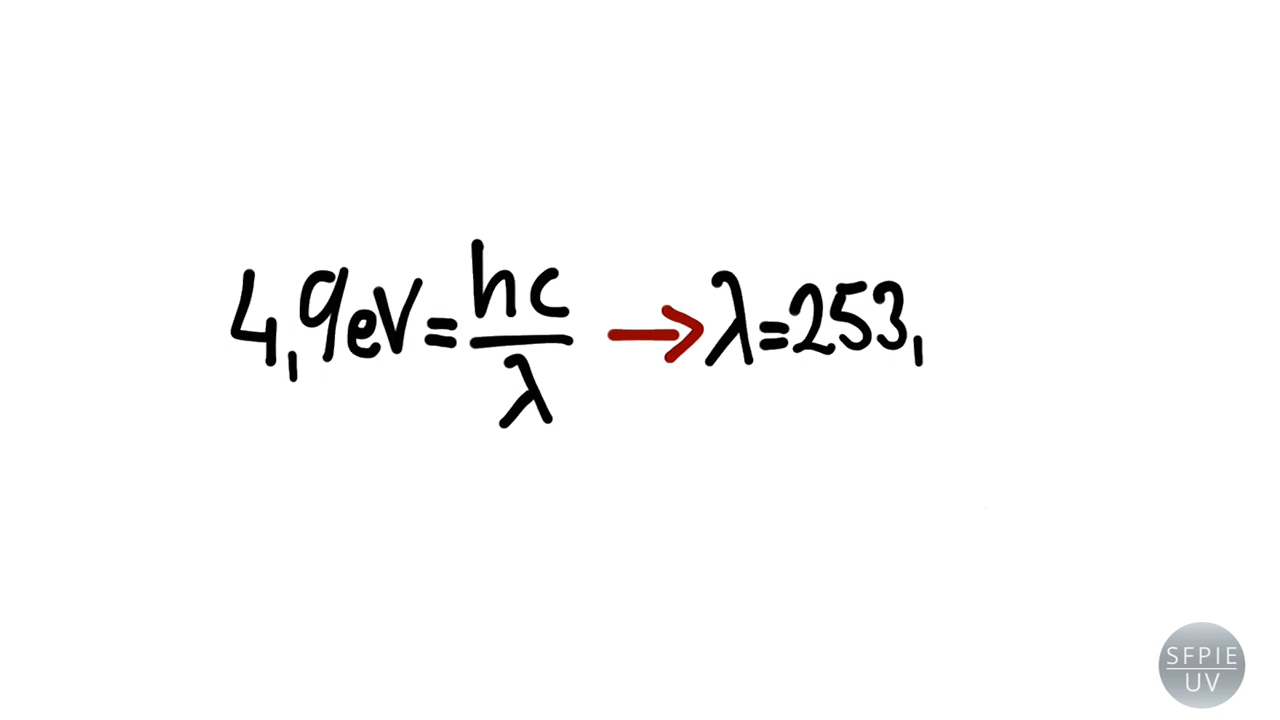 4,9eV=hc/λ → λ=253,
SFPIE
UV